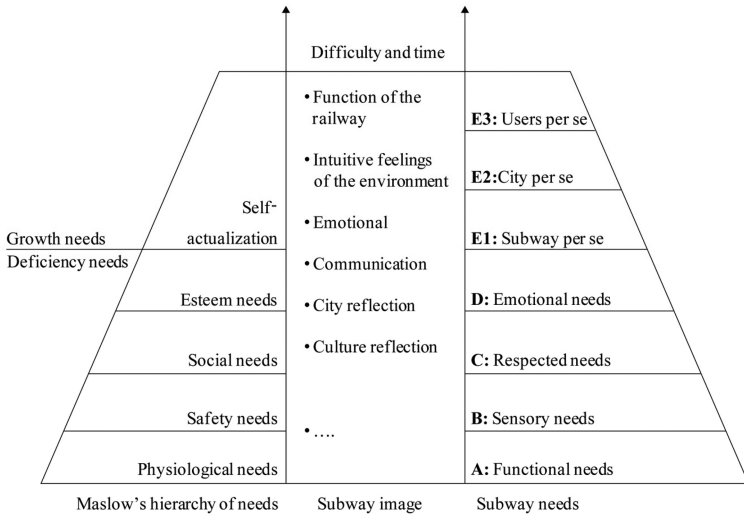 Difficulty and time
Growth needs
Deficiency needs
Self-
actualization
Esteem needs
Social needs
Safety needs
Physiological needs
Maslow's hierarchy of needs
• Function of the
railway
• Intuitive feelings
of the environment
• Emotional
• Communication
• City reflection
• Culture reflection
• ....
Subway image
E3: Users per se
E2:City per se
E1: Subway per se
D: Emotional needs
C: Respected needs
B: Sensory needs
A: Functional needs
Subway needs